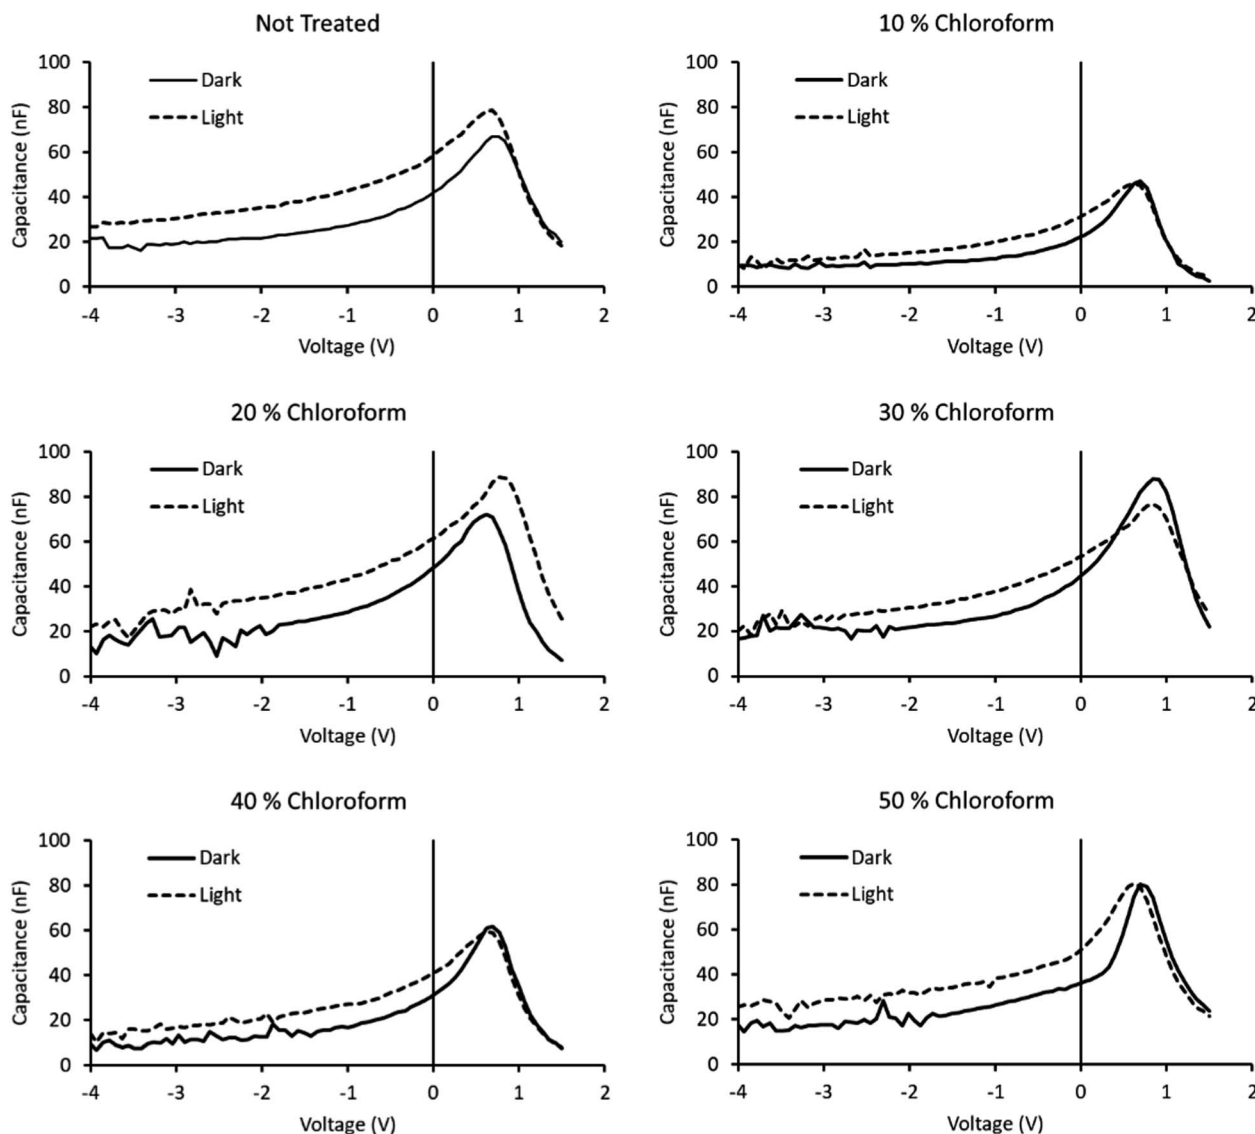 Not Treated
Capacitance (nF)
100
80
60
40
20
0
Dark
Light
-4 -3 -2 -1 0 1 2
Voltage (V)
10 % Chloroform
Capacitance (nF)
100
80
60
40
20
0
Dark
Light
-4 -3 -2 -1 0 1 2
Voltage (V)
20 % Chloroform
Capacitance (nF)
100
80
60
40
20
0
Dark
Light
-4 -3 -2 -1 0 1 2
Voltage (V)
30 % Chloroform
Capacitance (nF)
100
80
60
40
20
0
Dark
Light
-4 -3 -2 -1 0 1 2
Voltage (V)
40 % Chloroform
Capacitance (nF)
100
80
60
40
20
0
Dark
Light
-4 -3 -2 -1 0 1 2
Voltage (V)
50 % Chloroform
Capacitance (nF)
100
80
60
40
20
0
Dark
Light
-4 -3 -2 -1 0 1 2
Voltage (V)